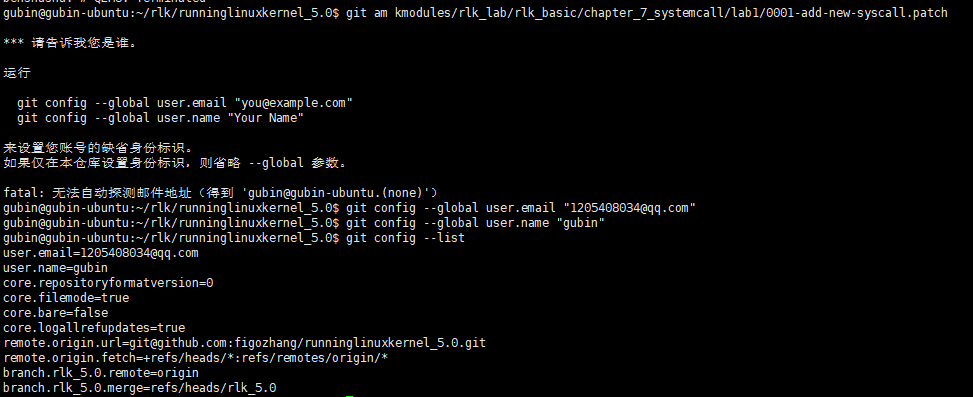 gubin@gubin-ubuntu:~/rlk/runninglinuxkernel_5.0$ git am kmodules/rlk_lab/rlk_basic/chapter_7_systemcall/lab1/0001-add-new-syscall.patch
*** 请告诉我您是谁。
运行
git config --global user.email "you@example.com"
git config --global user.name "Your Name"
来设置您账号的缺省身份标识。
如果仅在本仓库设置身份标识，则省略 --global 参数。
fatal: 无法自动探测邮件地址（得到 'gubin@gubin-ubuntu.(none)'）
gubin@gubin-ubuntu:~/rlk/runninglinuxkernel_5.0$ git config --global user.email "1205408034@qq.com"
gubin@gubin-ubuntu:~/rlk/runninglinuxkernel_5.0$ git config --global user.name "gubin"
gubin@gubin-ubuntu:~/rlk/runninglinuxkernel_5.0$ git config --list
user.email=1205408034@qq.com
user.name=gubin
core.repositoryformatversion=0
core.filemode=true
core.bare=false
core.logallrefupdates=true
remote.origin.url=git@github.com:figozhang/runninglinuxkernel_5.0.git
remote.origin.fetch=+refs/heads/*:refs/remotes/origin/*
branch.rlk_5.0.remote=origin
branch.rlk_5.0.merge=refs/heads/rlk_5.0